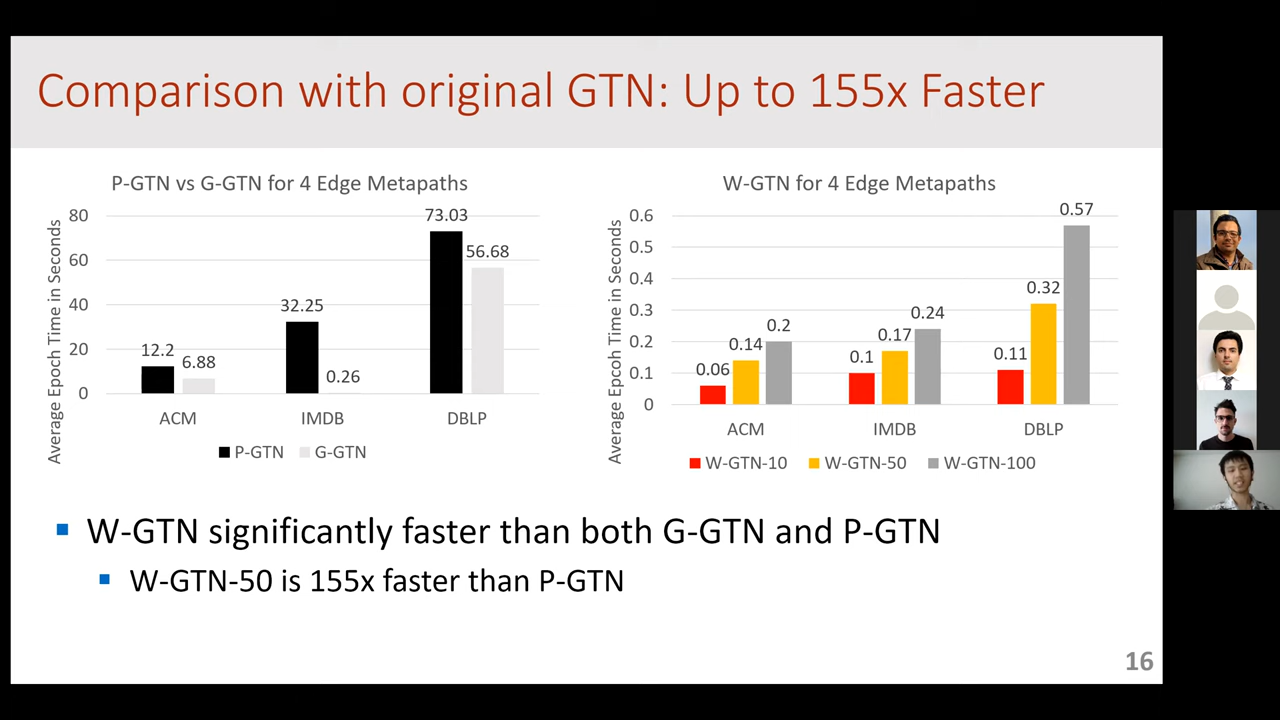 Comparison with original GTN: Up to 155x Faster
P-GTN vs G-GTN for 4 Edge Metapaths
Average Epoch Time in Seconds
80
60
40
20
0
12.2
6.88
32.25
0.26
73.03
56.68
ACM
IMDB
DBLP
P-GTN
G-GTN
W-GTN for 4 Edge Metapaths
Average Epcoh Time in Seconds
0.6
0.5
0.4
0.3
0.2
0.1
0
0.06
0.14
0.2
0.1
0.17
0.24
0.11
0.32
0.57
ACM
IMDB
DBLP
W-GTN-10
W-GTN-50
W-GTN-100
W-GTN significantly faster than both G-GTN and P-GTN
W-GTN-50 is 155x faster than P-GTN
16